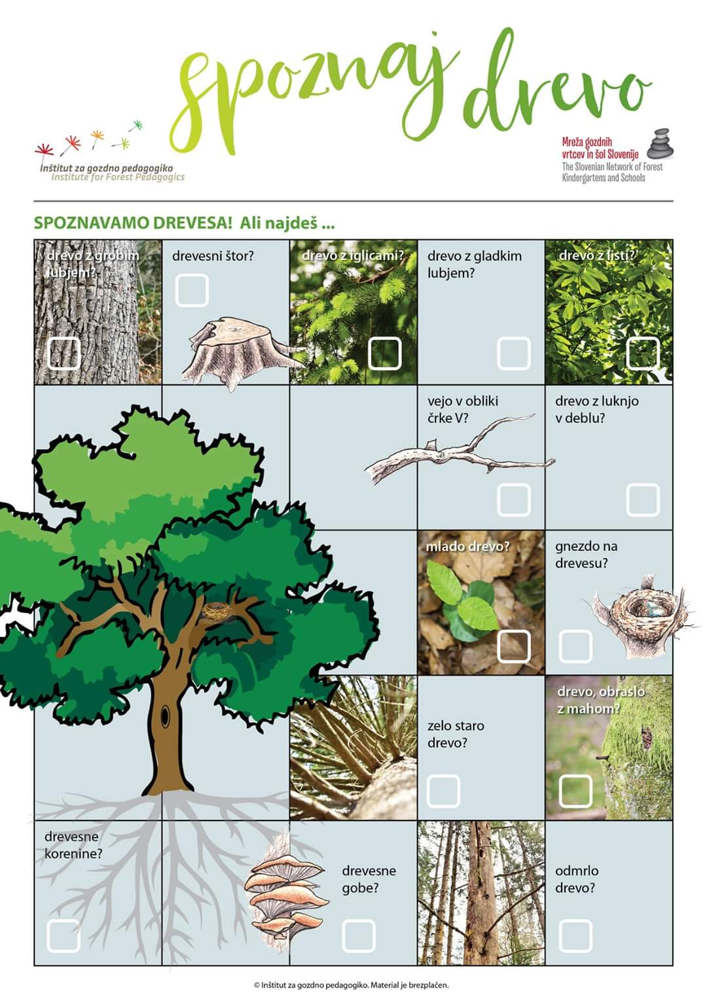 spoznaj drevo
Inštitut za gozdno pedagogiko
Institute for Forest Pedagogics
Mreža gozdnih
vrtcev in šol Slovenije
The Slovenian Network of Forest
Kindergartens and Schools
SPOZNAVAMO DREVESA! Ali najdeš ...
drevo z grobim
lubjem?
drevesni štor?
drevo z iglicami?
drevo z gladkim
lubjem?
drevo z listi?
vejo v obliki
črke V?
drevo z luknjo
v deblu?
mlado drevo?
gnezdo na
drevesu?
zelo staro
drevo?
drevo, obraslo
z mahom?
drevesne
korenine?
drevesne
gobe?
odmrlo
drevo?
© Inštitut za gozdno pedagogiko. Material je brezplačen.